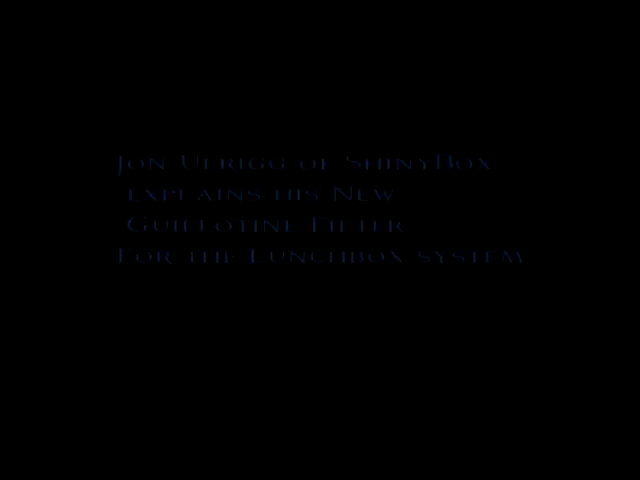 Jon Uerigg of ShinyBox
explains his New
Guillotine Filter
For the Lunchbox system